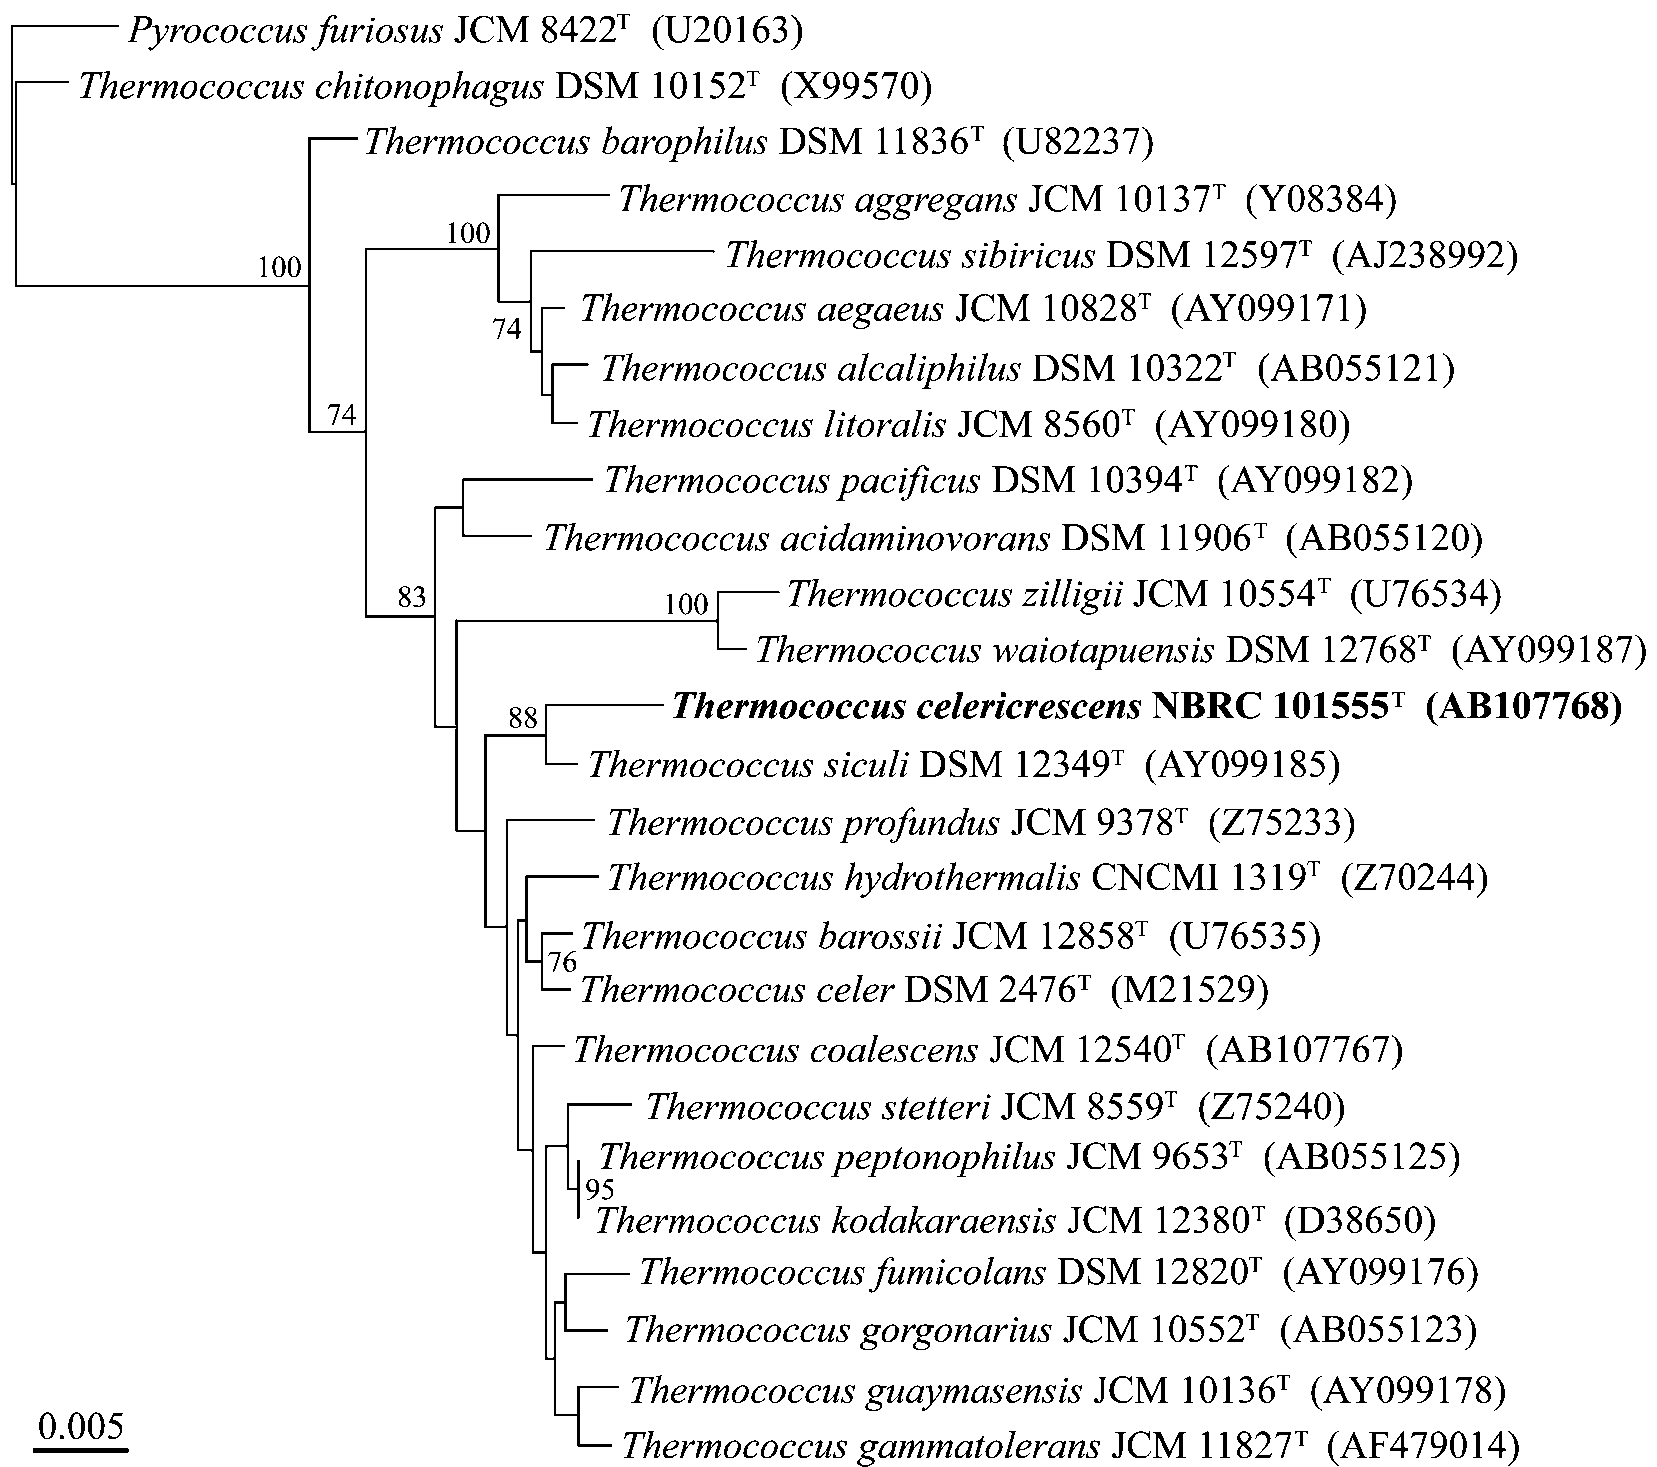 Pyrococcus furiosus JCM 8422ᵀ (U20163)
Thermococcus chitonophagus DSM 10152ᵀ (X99570)
Thermococcus barophilus DSM 11836ᵀ (U82237)
Thermococcus aggregans JCM 10137ᵀ (Y08384)
100
Thermococcus sibiricus DSM 12597ᵀ (AJ238992)
100
Thermococcus aegaeus JCM 10828ᵀ (AY099171)
74
Thermococcus alcaliphilus DSM 10322ᵀ (AB055121)
74
Thermococcus litoralis JCM 8560ᵀ (AY099180)
Thermococcus pacificus DSM 10394ᵀ (AY099182)
Thermococcus acidaminovorans DSM 11906ᵀ (AB055120)
83
100
Thermococcus zilligii JCM 10554ᵀ (U76534)
Thermococcus waiotapuensis DSM 12768ᵀ (AY099187)
Thermococcus celericrescens NBRC 101555ᵀ (AB107768)
88
Thermococcus siculi DSM 12349ᵀ (AY099185)
Thermococcus profundus JCM 9378ᵀ (Z75233)
Thermococcus hydrothermalis CNCMI 1319ᵀ (Z70244)
Thermococcus barossii JCM 12858ᵀ (U76535)
76
Thermococcus celer DSM 2476ᵀ (M21529)
Thermococcus coalescens JCM 12540ᵀ (AB107767)
Thermococcus stetteri JCM 8559ᵀ (Z75240)
Thermococcus peptonophilus JCM 9653ᵀ (AB055125)
95
Thermococcus kodakaraensis JCM 12380ᵀ (D38650)
Thermococcus fumicolans DSM 12820ᵀ (AY099176)
Thermococcus gorgonarius JCM 10552ᵀ (AB055123)
Thermococcus guaymasensis JCM 10136ᵀ (AY099178)
0.005
Thermococcus gammatolerans JCM 11827ᵀ (AF479014)